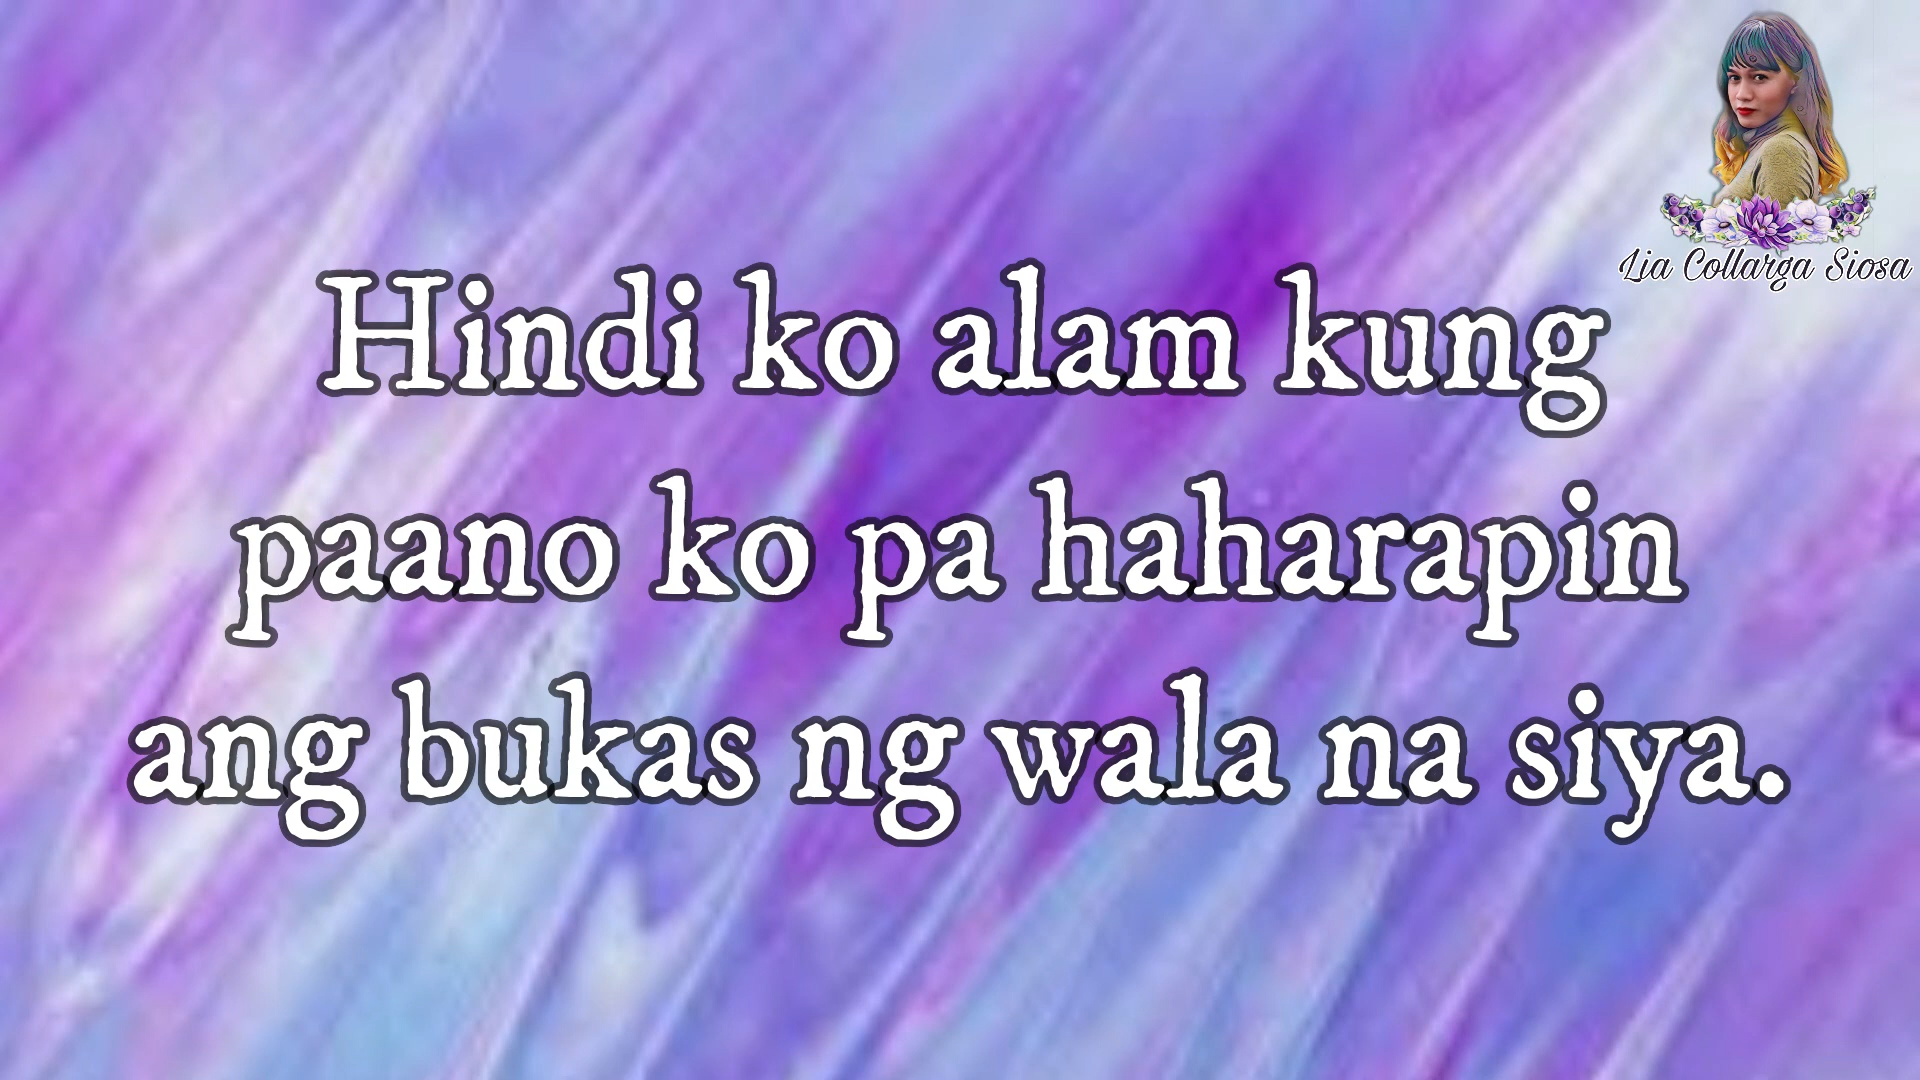 Lia Collarga Siosa
Hindi ko alam kung
paano ko pa haharapin
ang bukas ng wala na siya.